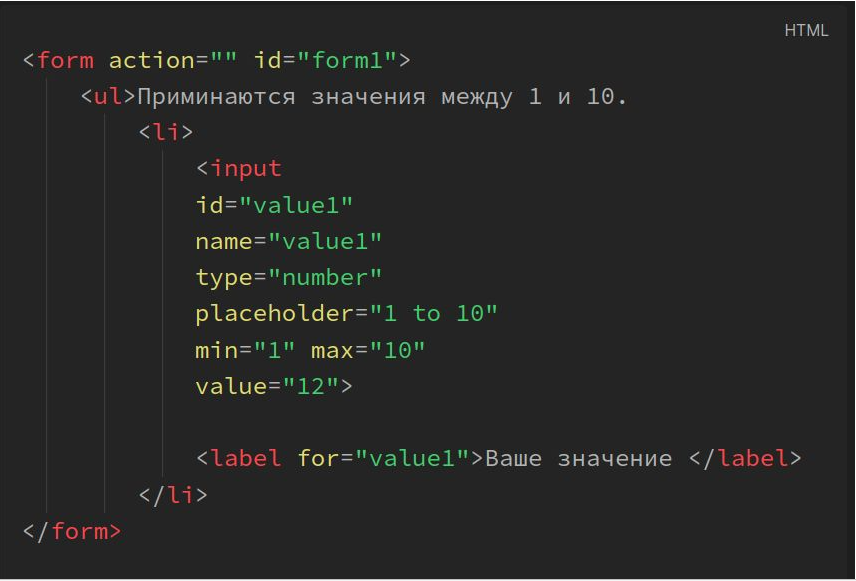 HTML
<form action="" id="form1">
<ul>Приминаются значения между 1 и 10.
<li>
<input
id="value1"
name="value1"
type="number"
placeholder="1 to 10"
min="1" max="10"
value="12">
<label for="value1">Ваше значение </label>
</li>
</form>